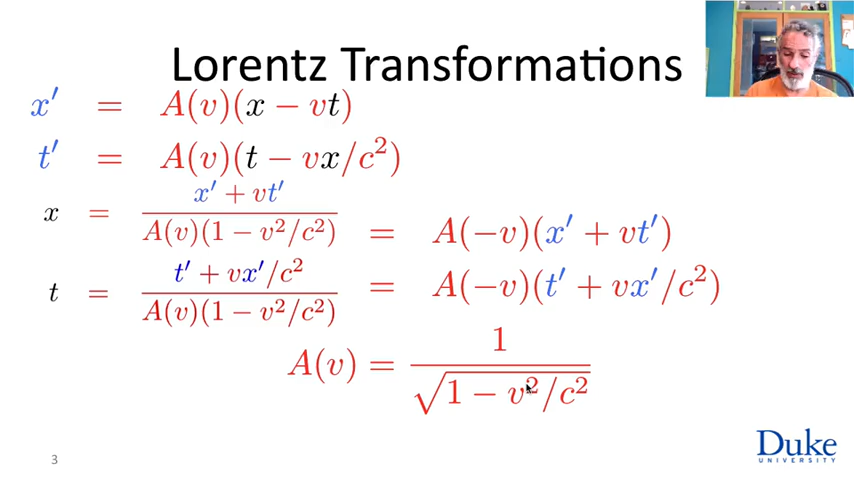 Lorentz Transformations
x′ = A(v)(x − vt)
t′ = A(v)(t − vx/c²)
x = (x′ + vt′) / (A(v)(1 − v²/c²)) = A(−v)(x′ + vt′)
t = (t′ + vx′/c²) / (A(v)(1 − v²/c²)) = A(−v)(t′ + vx′/c²)
A(v) = 1 / √(1 − v²/c²)
3
Duke
UNIVERSITY